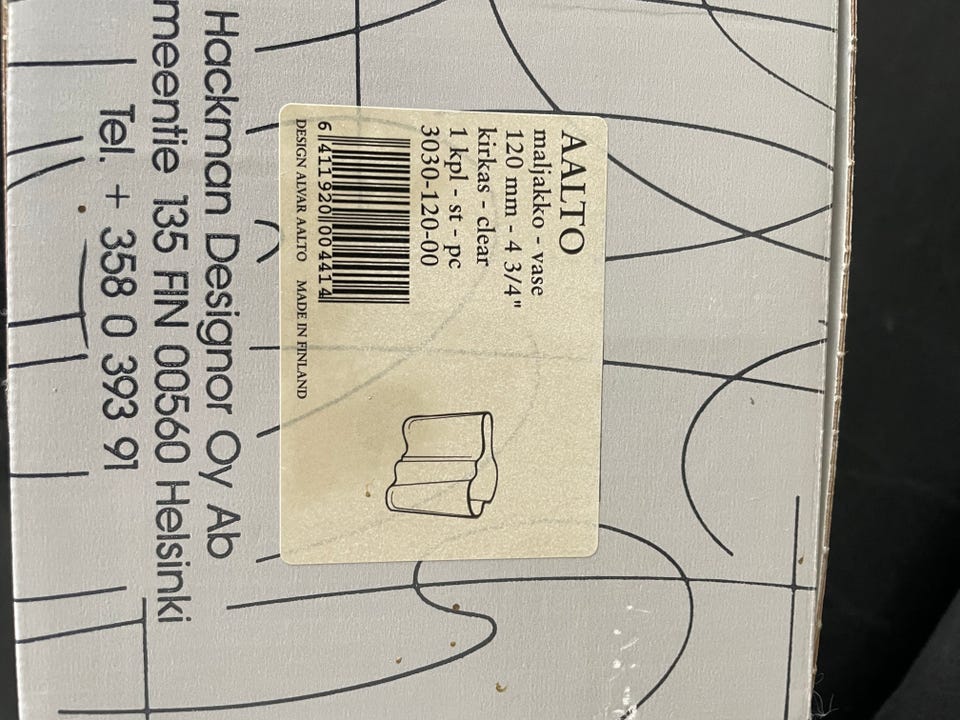 AALTO
maljakko - vase
120 mm - 4 3/4"
kirkas - clear
1 kpl - st - pc
3030-120-00
6 411920 004414
DESIGN ALVAR AALTO MADE IN FINLAND
Hackman Designor Oy Ab
meentie 135 FIN 00560 Helsinki
Tel. + 358 0 393 91